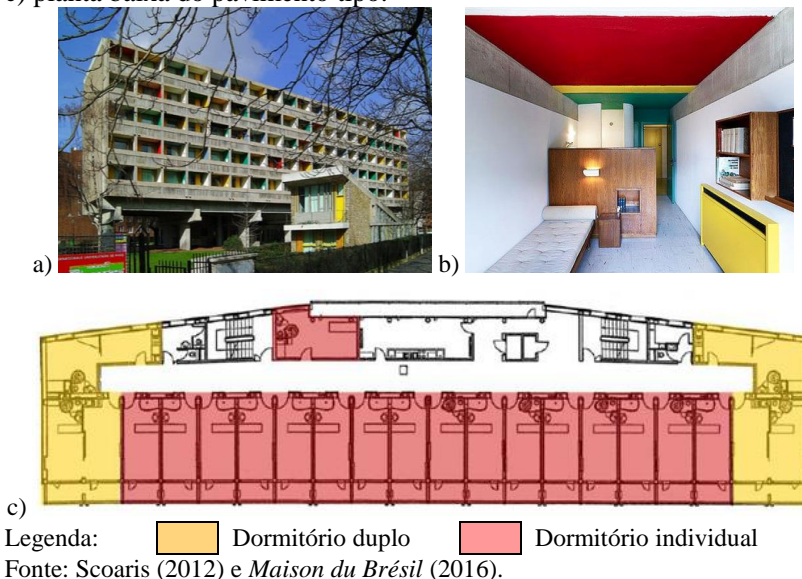 c) planta baixa do pavimento tipo.
a)
b)
c)
Legenda: Dormitório duplo Dormitório individual
Fonte: Scoaris (2012) e Maison du Brésil (2016).